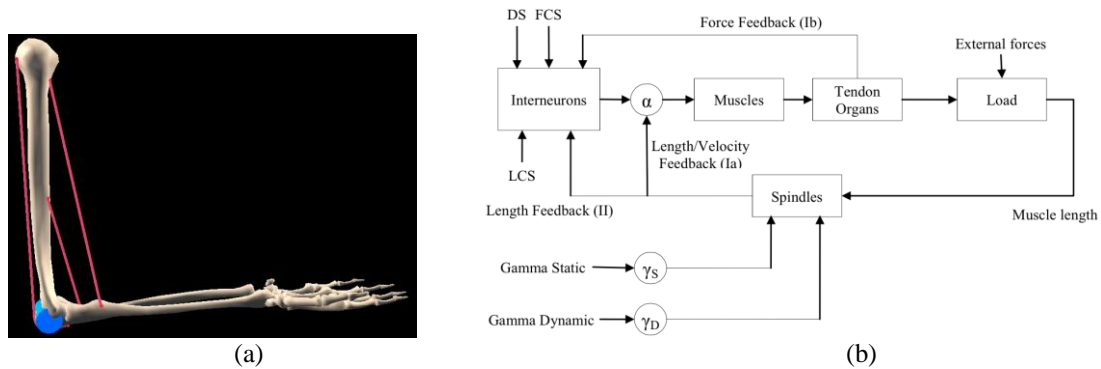 DS FCS
Force Feedback (Ib)
External forces
Interneurons
α
Muscles
Tendon
Organs
Load
Length/Velocity
Feedback (Ia)
LCS
Length Feedback (II)
Spindles
Muscle length
Gamma Static
γS
Gamma Dynamic
γD
(a)
(b)